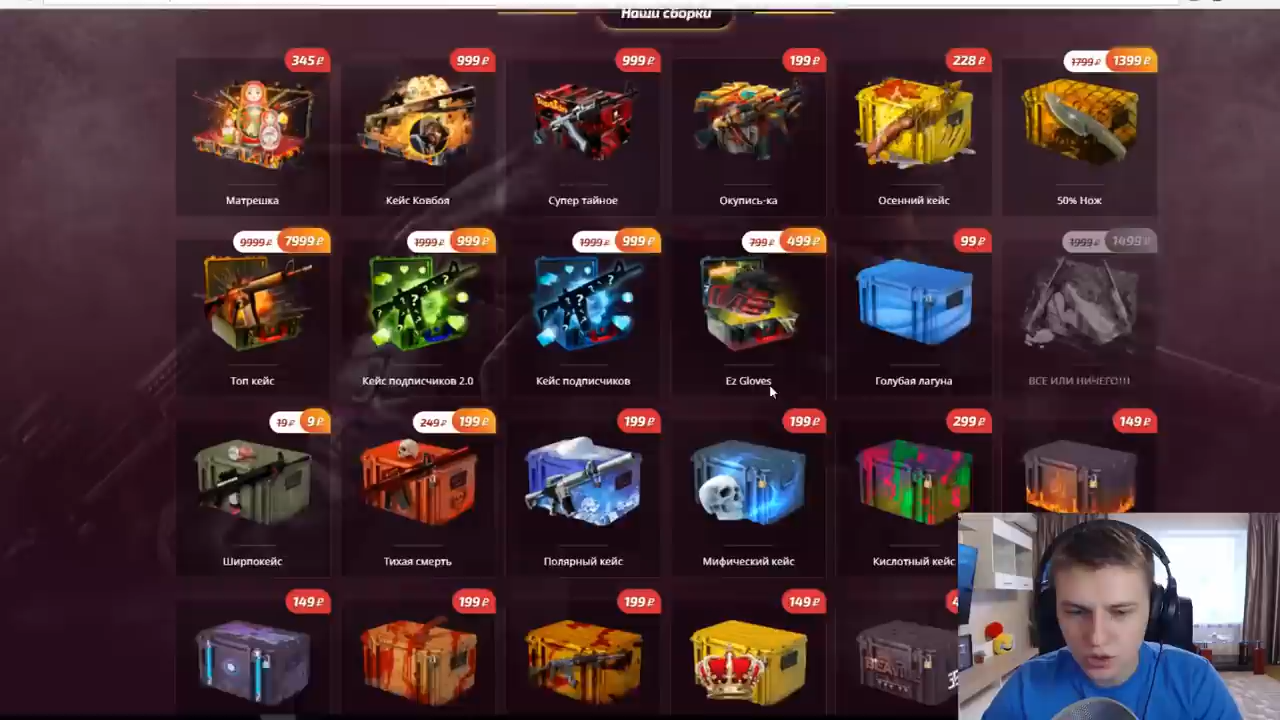 Наши сборки
345₽ 999₽ 999₽ 199₽ 228₽ 1799₽ 1399₽
Матрешка Кейс Ковбоя Супер тайное Окупись-ка Осенний кейс 50% Нож
9999₽ 7999₽ 1999₽ 999₽ 1999₽ 999₽ 799₽ 499₽ 99₽ 1999₽ 1499₽
Топ кейс Кейс подписчиков 2.0 Кейс подписчиков Ez Gloves Голубая лагуна ВСЕ ИЛИ НИЧЕГО!!!
19₽ 9₽ 249₽ 199₽ 199₽ 199₽ 299₽ 149₽
Ширпокейс Тихая смерть Полярный кейс Мифический кейс Кислотный кейс
149₽ 199₽ 199₽ 149₽